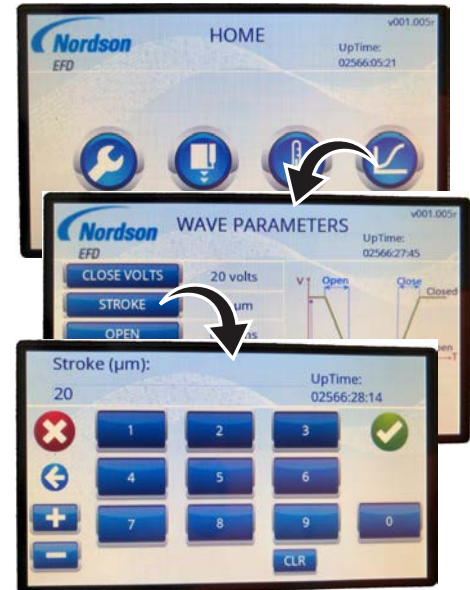 Nordson
EFD
HOME
v001.005r
UpTime:
02566:05:21
Nordson
EFD
WAVE PARAMETERS
v001.005r
UpTime:
02566:27:45
CLOSE VOLTS
20 volts
STROKE
um
OPEN
ms
V
Open
Close
Closed
T
Stroke (µm):
20
UpTime:
02566:28:14
1
2
3
4
5
6
7
8
9
0
+
−
CLR